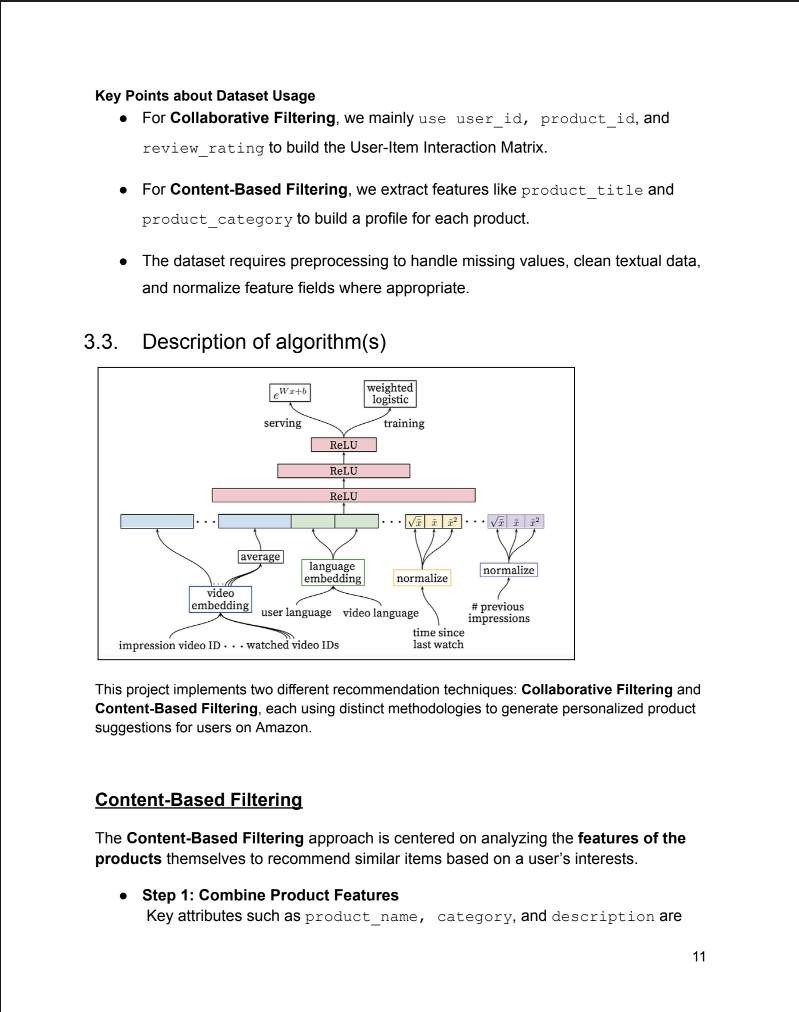 Key Points about Dataset Usage
● For Collaborative Filtering, we mainly use user_id, product_id, and
review_rating to build the User-Item Interaction Matrix.
● For Content-Based Filtering, we extract features like product_title and
product_category to build a profile for each product.
● The dataset requires preprocessing to handle missing values, clean textual data,
and normalize feature fields where appropriate.
3.3. Description of algorithm(s)
e^{Wx+b}
weighted
logistic
serving
training
ReLU
ReLU
ReLU
... ... √x̃ x̃ x̃² ... √x̃ x̃ x̃²
average
language
embedding
normalize
normalize
video
embedding
user language video language
# previous
impressions
time since
last watch
impression video ID ... watched video IDs
This project implements two different recommendation techniques: Collaborative Filtering and
Content-Based Filtering, each using distinct methodologies to generate personalized product
suggestions for users on Amazon.
Content-Based Filtering
The Content-Based Filtering approach is centered on analyzing the features of the
products themselves to recommend similar items based on a user's interests.
● Step 1: Combine Product Features
Key attributes such as product_name, category, and description are
11